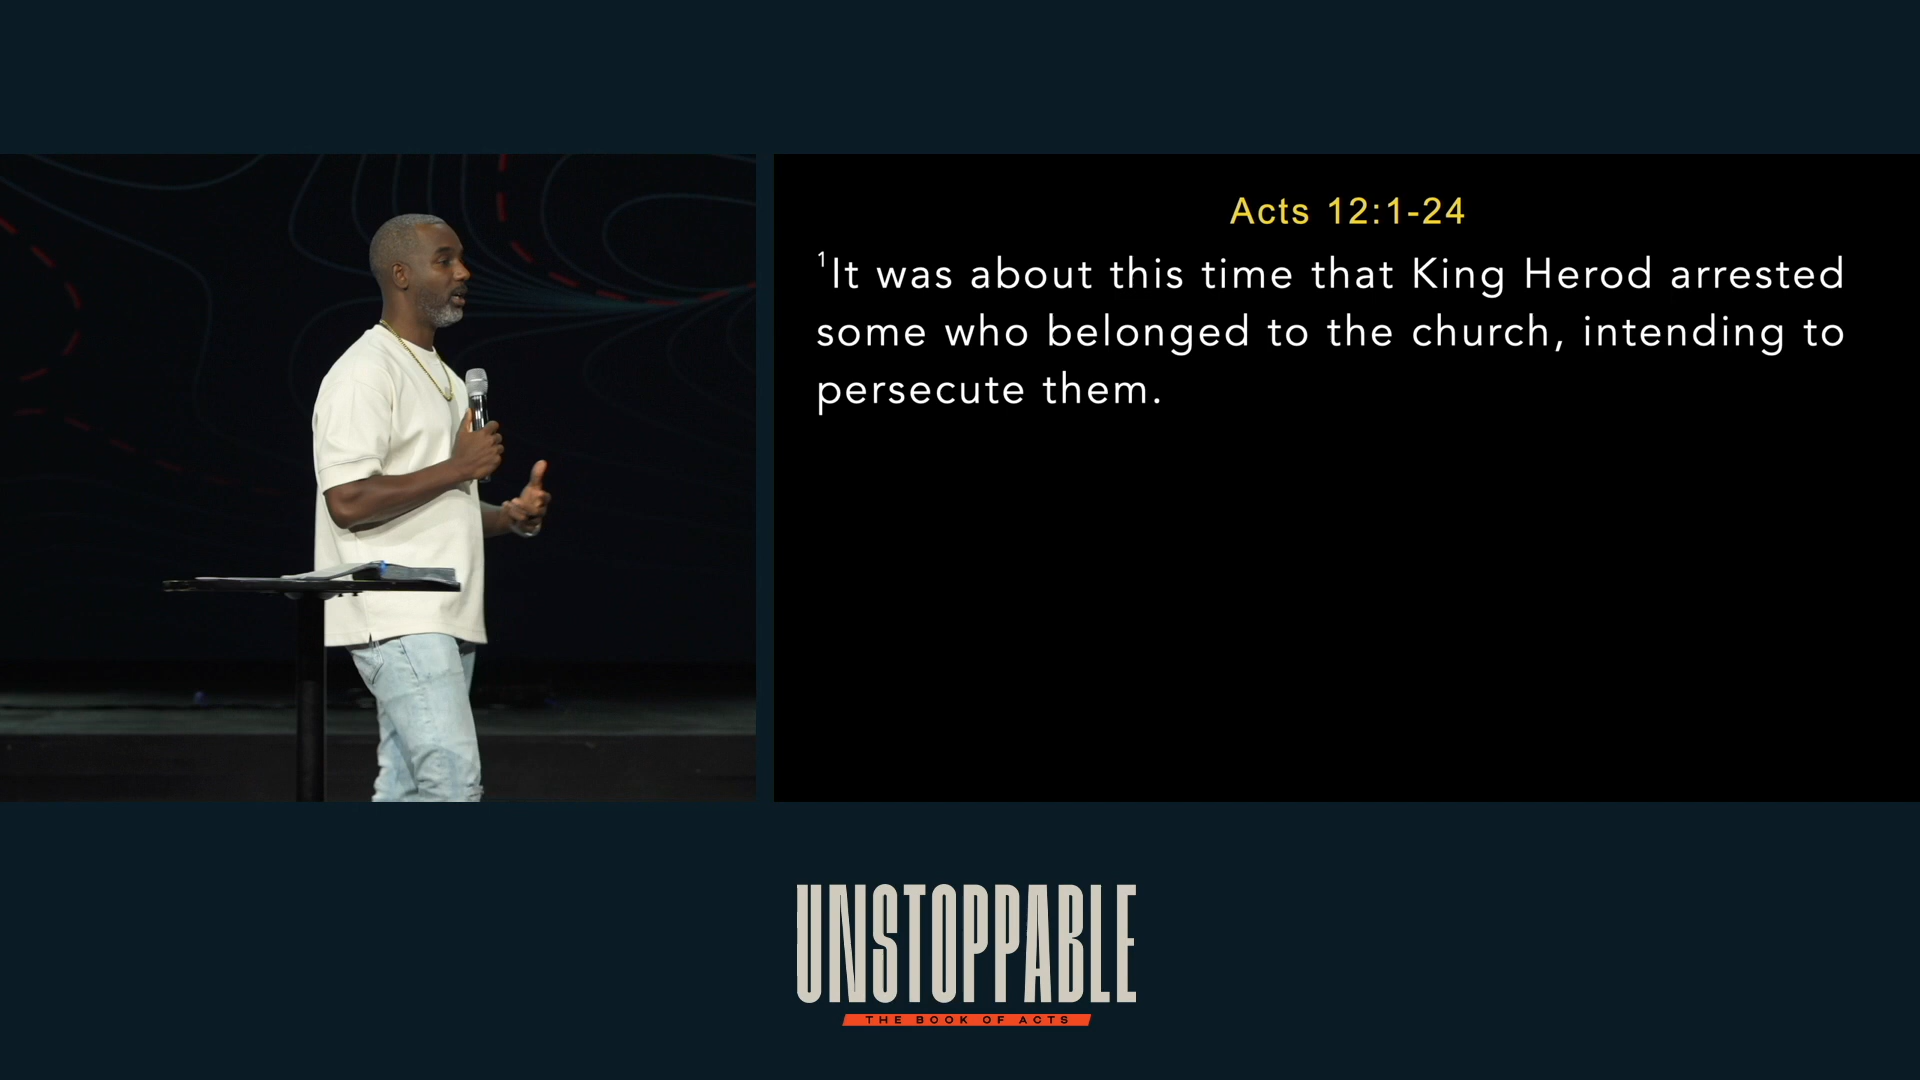 Acts 12:1-24
¹It was about this time that King Herod arrested
some who belonged to the church, intending to
persecute them.
UNSTOPPABLE
THE BOOK OF ACTS